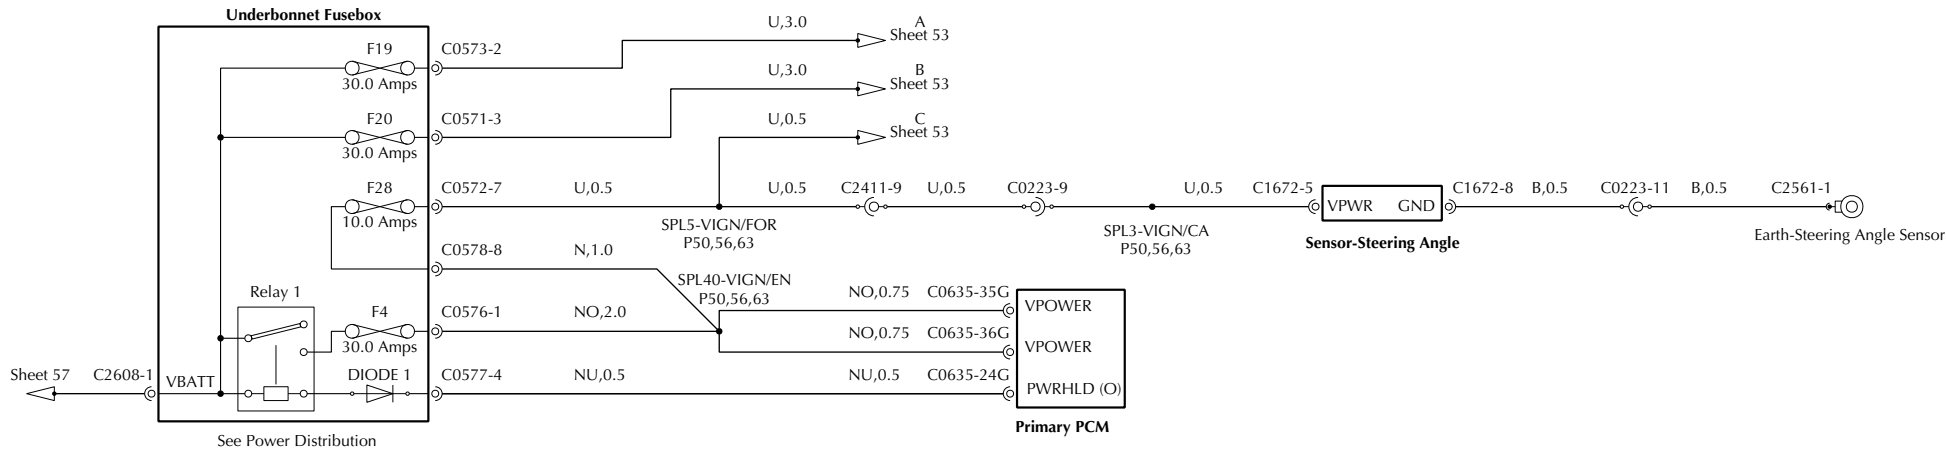 Underbonnet Fusebox
F19
30.0 Amps
C0573-2
U,3.0
A
Sheet 53
F20
30.0 Amps
C0571-3
U,3.0
B
Sheet 53
U,0.5
C
Sheet 53
F28
10.0 Amps
C0572-7
U,0.5
U,0.5
C2411-9
U,0.5
C0223-9
U,0.5
C1672-5
VPWR
GND
C1672-8
B,0.5
C0223-11
B,0.5
C2561-1
SPL5-VIGN/FOR
P50,56,63
SPL3-VIGN/CA
P50,56,63
Sensor-Steering Angle
Earth-Steering Angle Sensor
C0578-8
N,1.0
SPL40-VIGN/EN
P50,56,63
Relay 1
F4
30.0 Amps
C0576-1
NO,2.0
NO,0.75
C0635-35G
VPOWER
NO,0.75
C0635-36G
VPOWER
Sheet 57
C2608-1
VBATT
DIODE 1
C0577-4
NU,0.5
NU,0.5
C0635-24G
PWRHLD (O)
Primary PCM
See Power Distribution